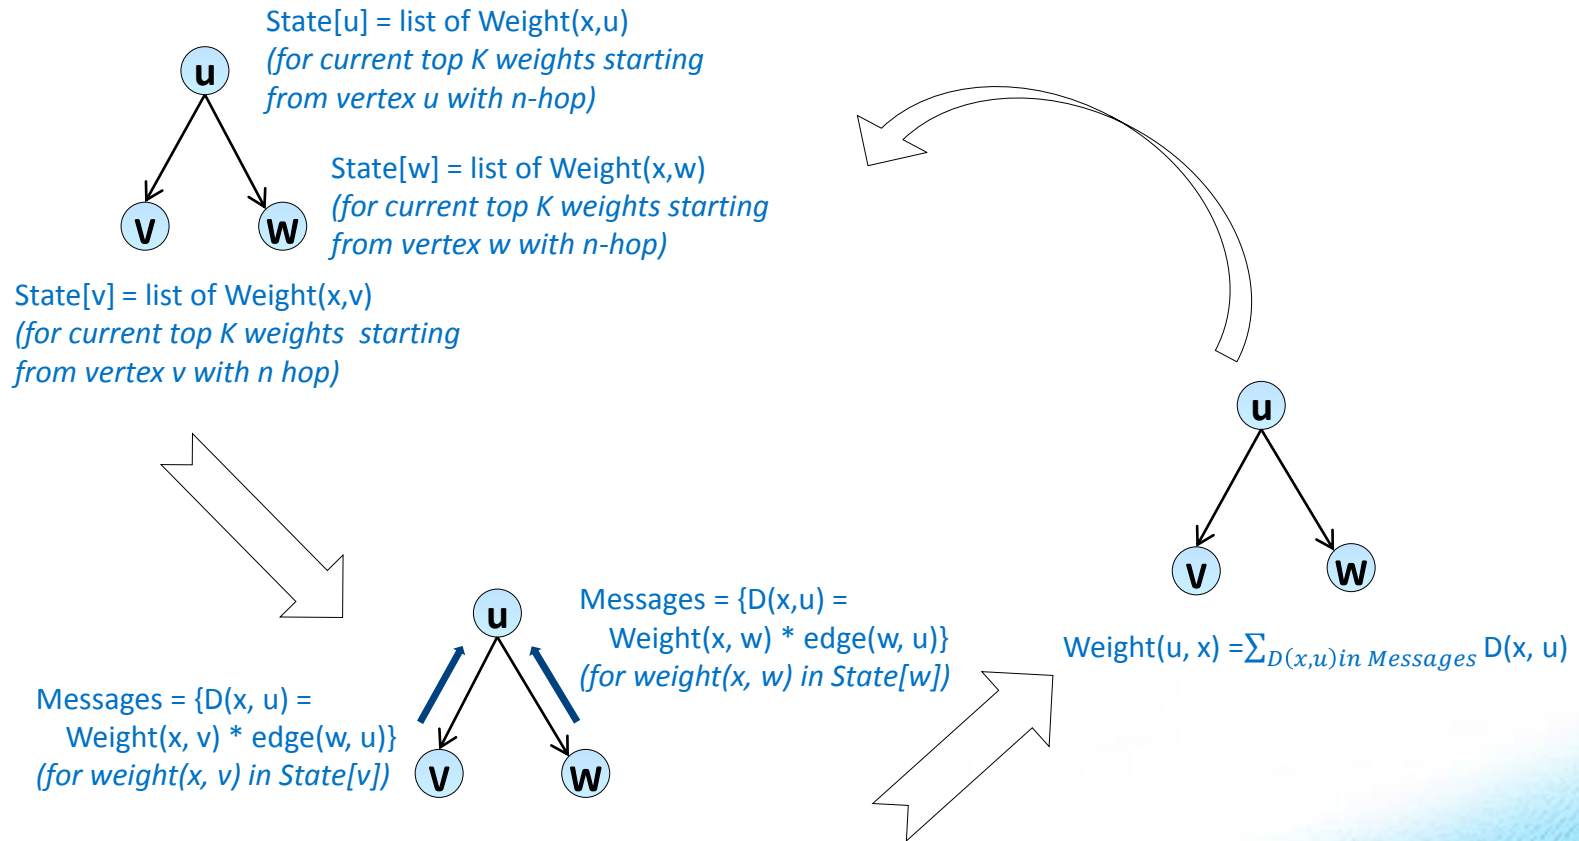 State[u] = list of Weight(x,u)
(for current top K weights starting
from vertex u with n-hop)
u
State[w] = list of Weight(x,w)
(for current top K weights starting
from vertex w with n-hop)
v
w
State[v] = list of Weight(x,v)
(for current top K weights starting
from vertex v with n hop)
u
v
w
Weight(u, x) =∑D(x,u)in Messages D(x, u)
u
Messages = {D(x,u) =
Weight(x, w) * edge(w, u)}
(for weight(x, w) in State[w])
Messages = {D(x, u) =
Weight(x, v) * edge(w, u)}
(for weight(x, v) in State[v])
v
w